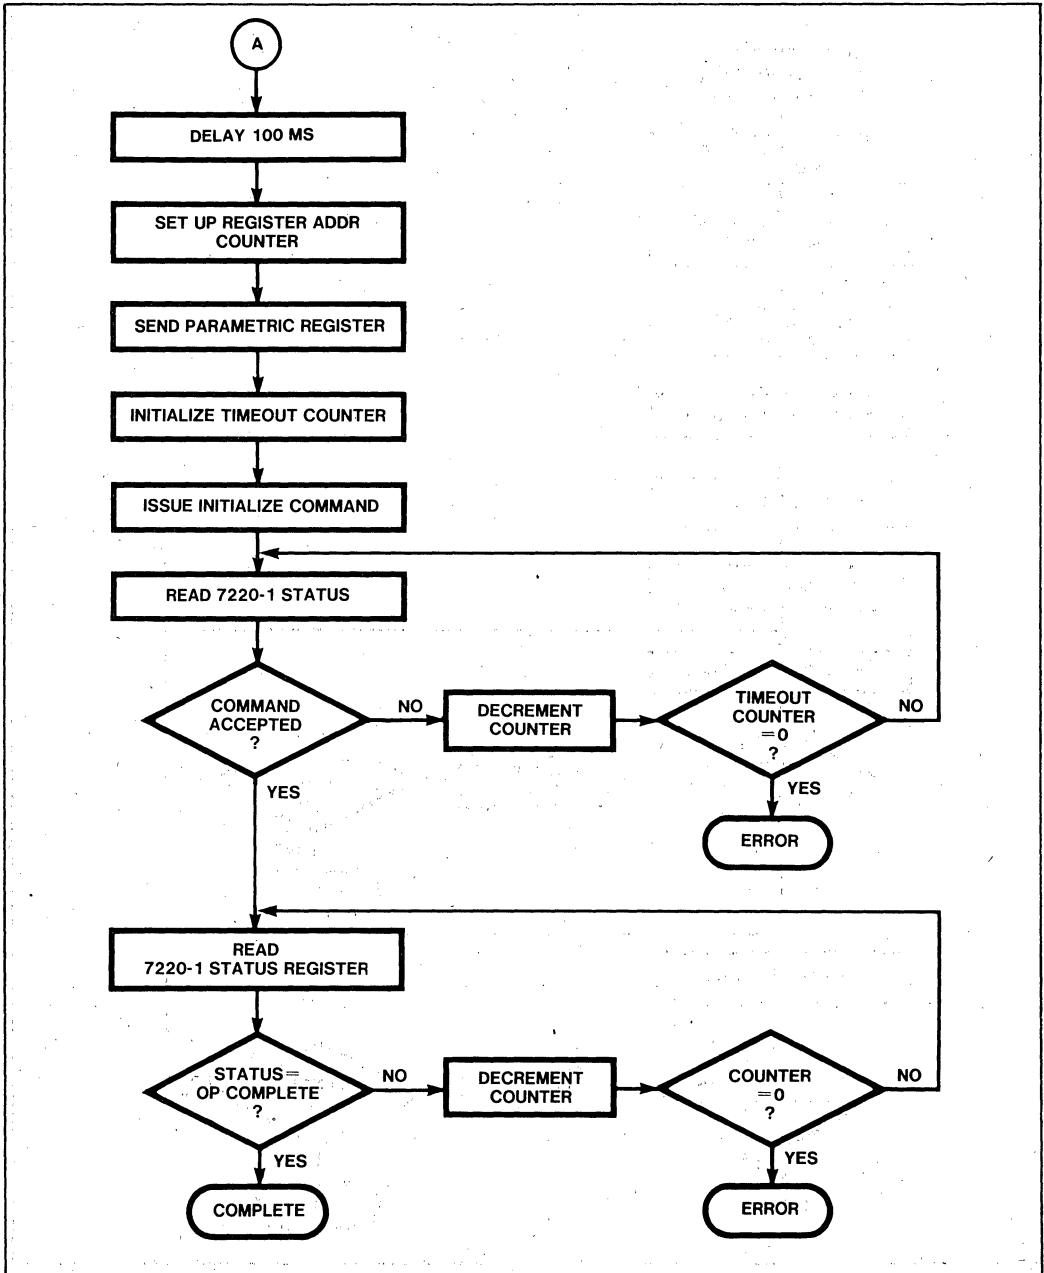 A
DELAY 100 MS
SET UP REGISTER ADDR
COUNTER
SEND PARAMETRIC REGISTER
INITIALIZE TIMEOUT COUNTER
ISSUE INITIALIZE COMMAND
READ 7220-1 STATUS
COMMAND
ACCEPTED
?
NO
DECREMENT
COUNTER
TIMEOUT
COUNTER
=0
?
NO
YES
YES
ERROR
READ
7220-1 STATUS REGISTER
STATUS=
OP COMPLETE
?
NO
DECREMENT
COUNTER
COUNTER
=0
?
NO
YES
YES
COMPLETE
ERROR